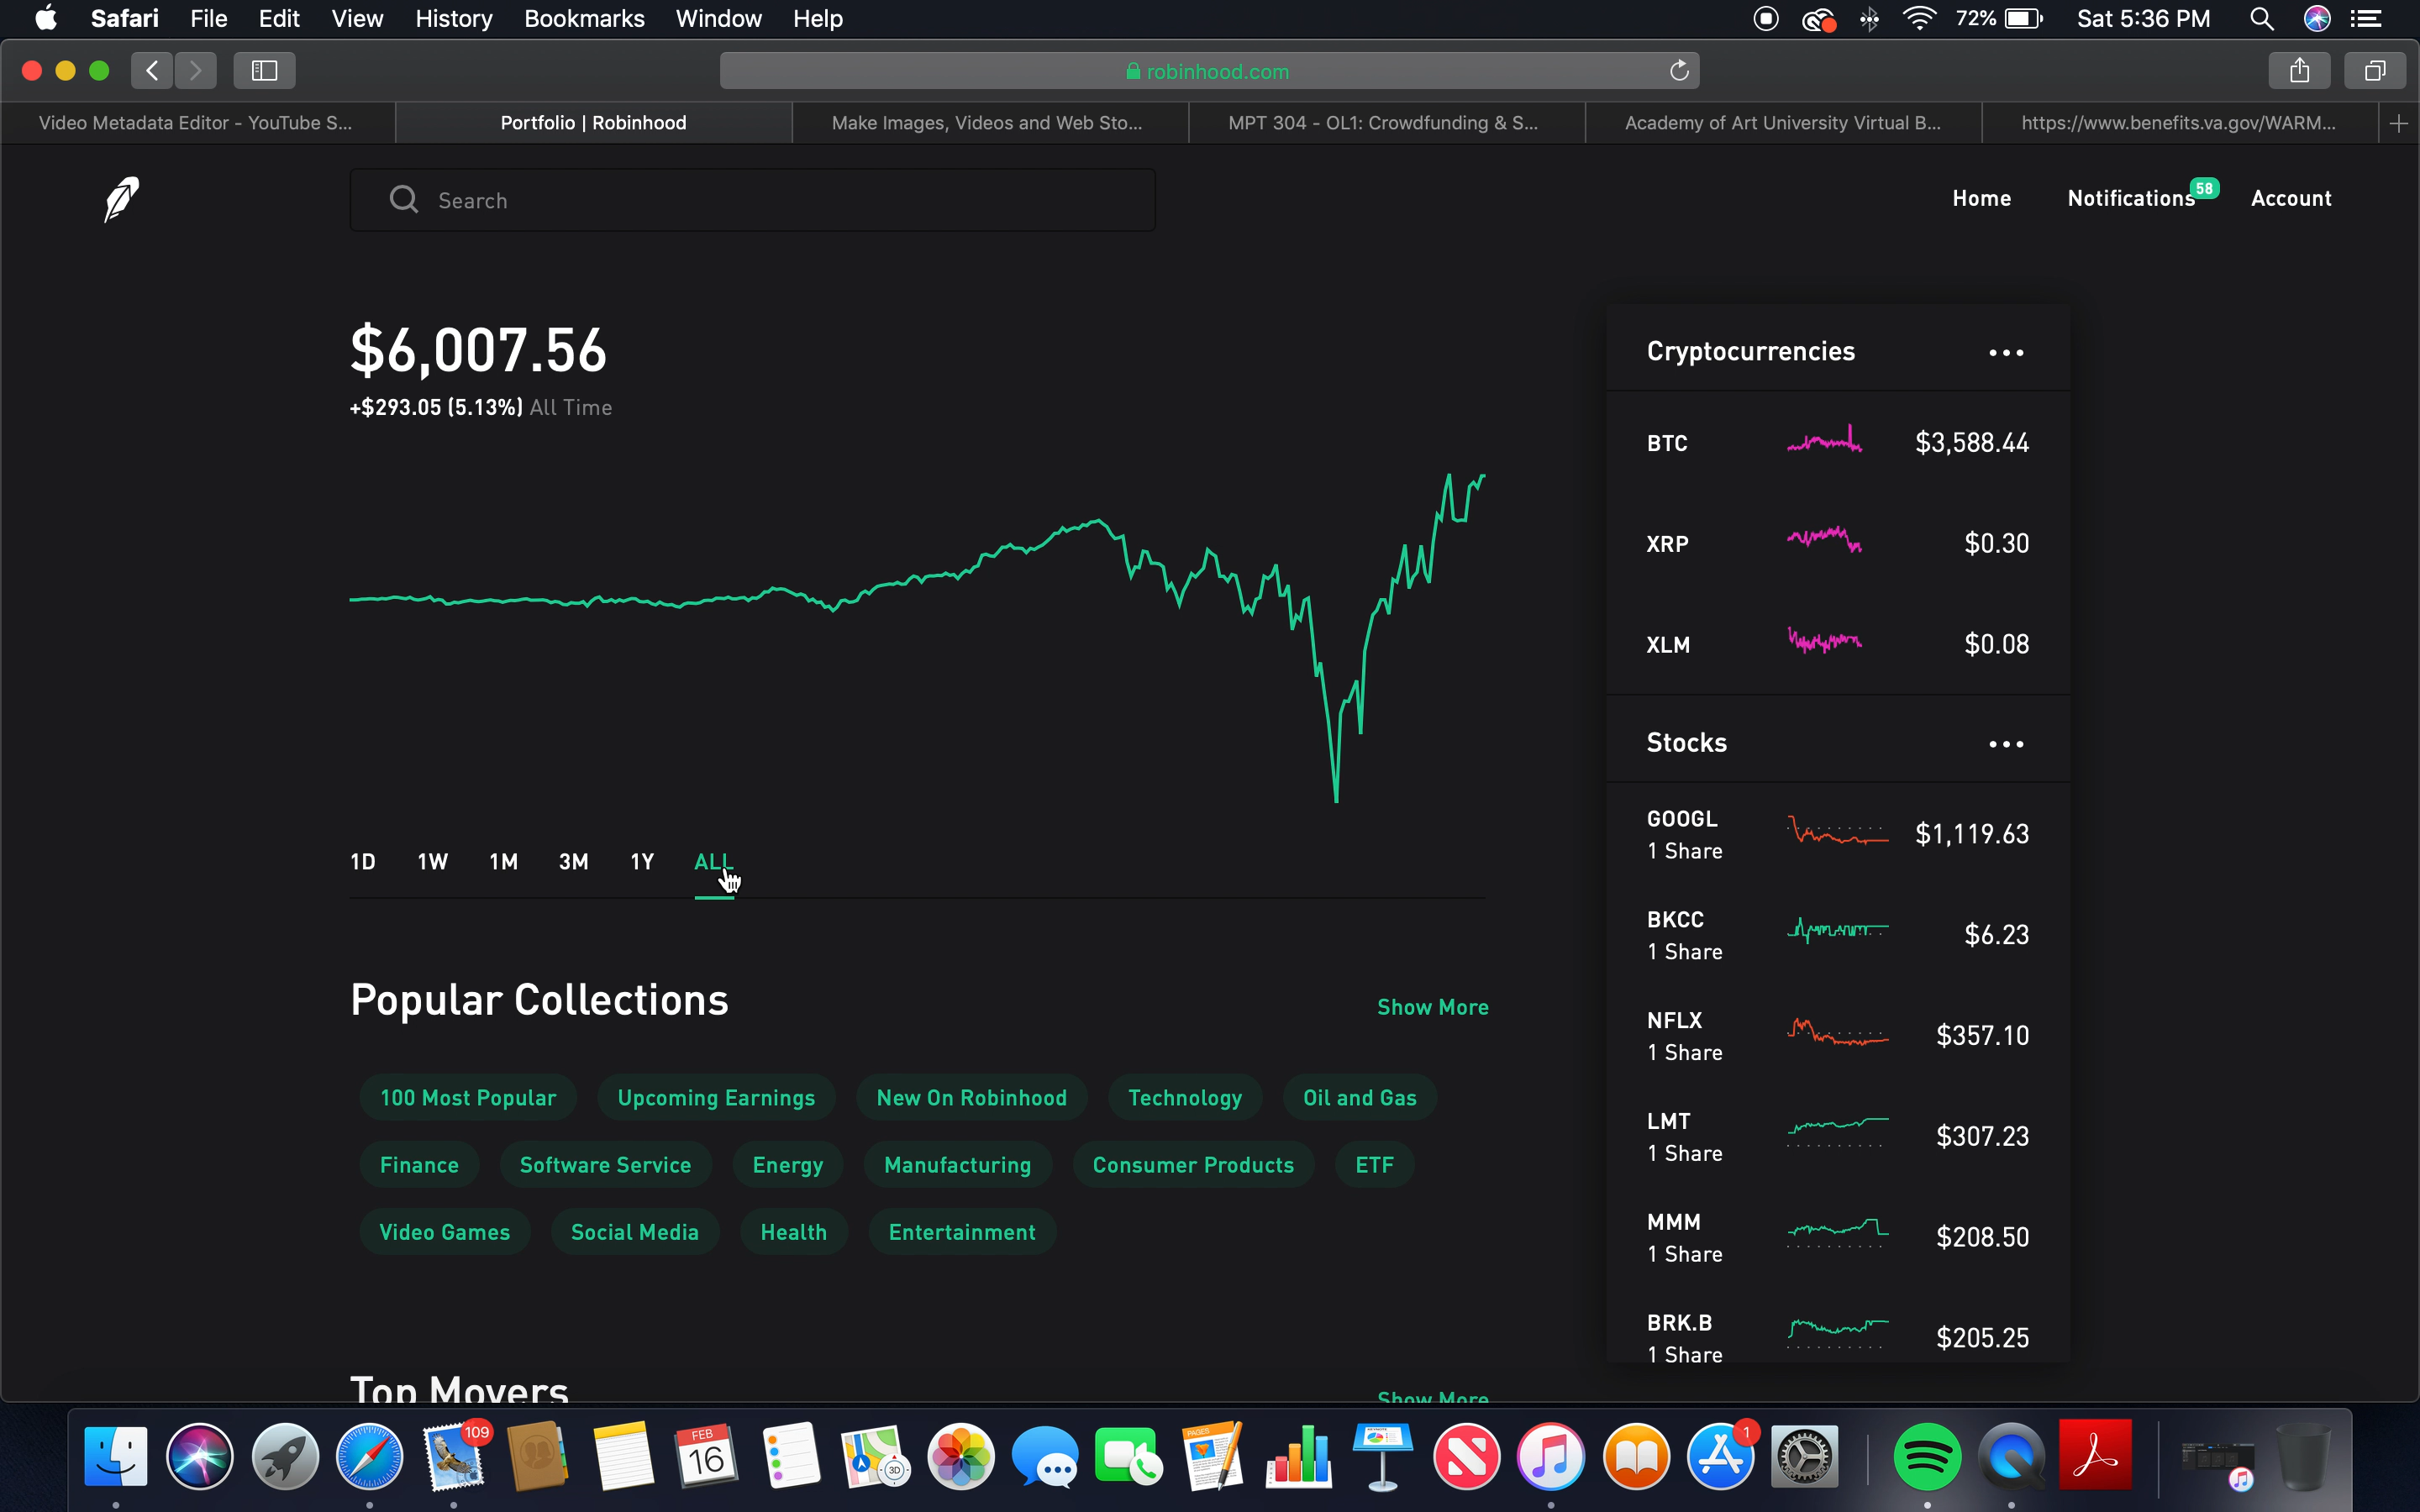 Safari File Edit View History Bookmarks Window Help 72% Sat 5:36 PM
robinhood.com
Video Metadata Editor - YouTube S... Portfolio | Robinhood Make Images, Videos and Web Sto... MPT 304 - OL1: Crowdfunding & S... Academy of Art University Virtual B... https://www.benefits.va.gov/WARM... +
Search Home Notifications 58 Account
$6,007.56
+$293.05 (5.13%) All Time
1D 1W 1M 3M 1Y ALL
Popular Collections Show More
100 Most Popular Upcoming Earnings New On Robinhood Technology Oil and Gas
Finance Software Service Energy Manufacturing Consumer Products ETF
Video Games Social Media Health Entertainment
Top Movers Show More
Cryptocurrencies
BTC $3,588.44
XRP $0.30
XLM $0.08
Stocks
GOOGL $1,119.63
1 Share
BKCC $6.23
1 Share
NFLX $357.10
1 Share
LMT $307.23
1 Share
MMM $208.50
1 Share
BRK.B $205.25
1 Share
109 FEB 16 3D PAGES 1